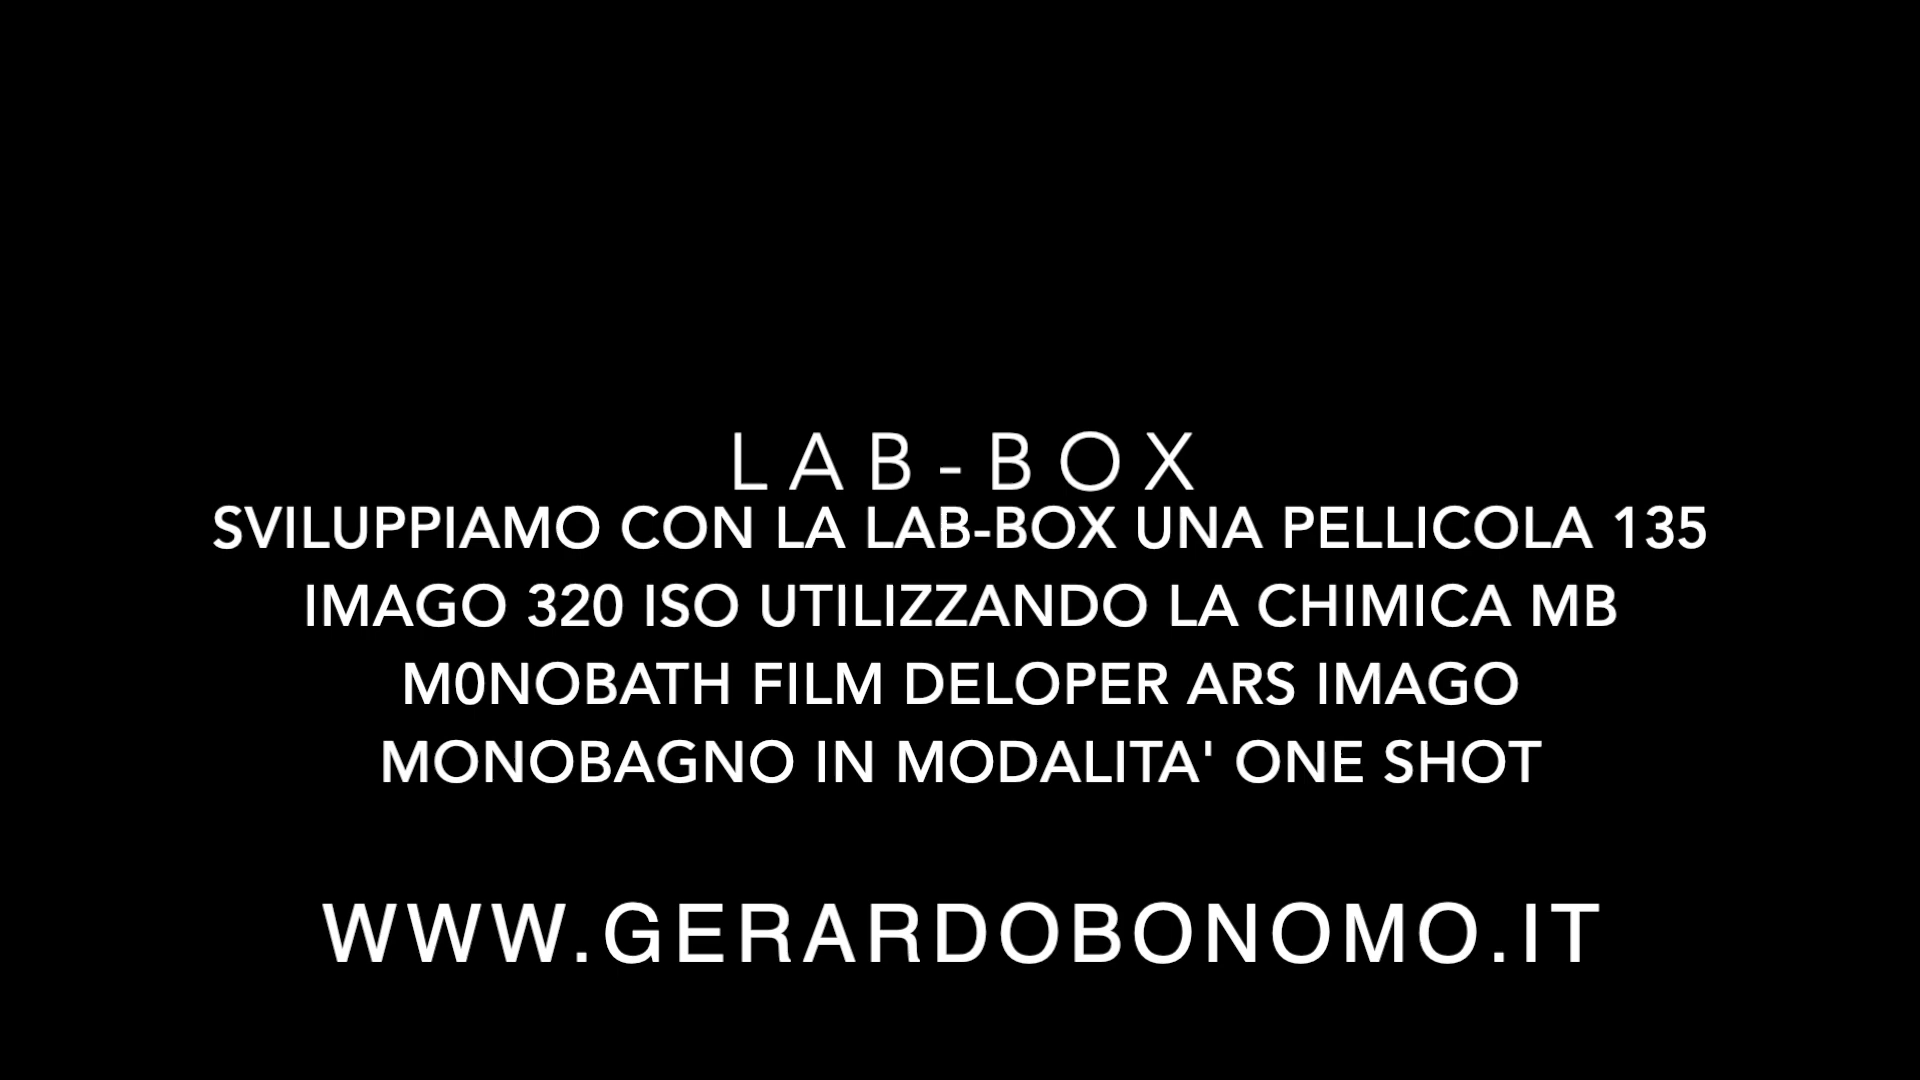 LAB-BOX
SVILUPPIAMO CON LA LAB-BOX UNA PELLICOLA 135
IMAGO 320 ISO UTILIZZANDO LA CHIMICA MB
M0NOBATH FILM DELOPER ARS IMAGO
MONOBAGNO IN MODALITA' ONE SHOT
WWW.GERARDOBONOMO.IT